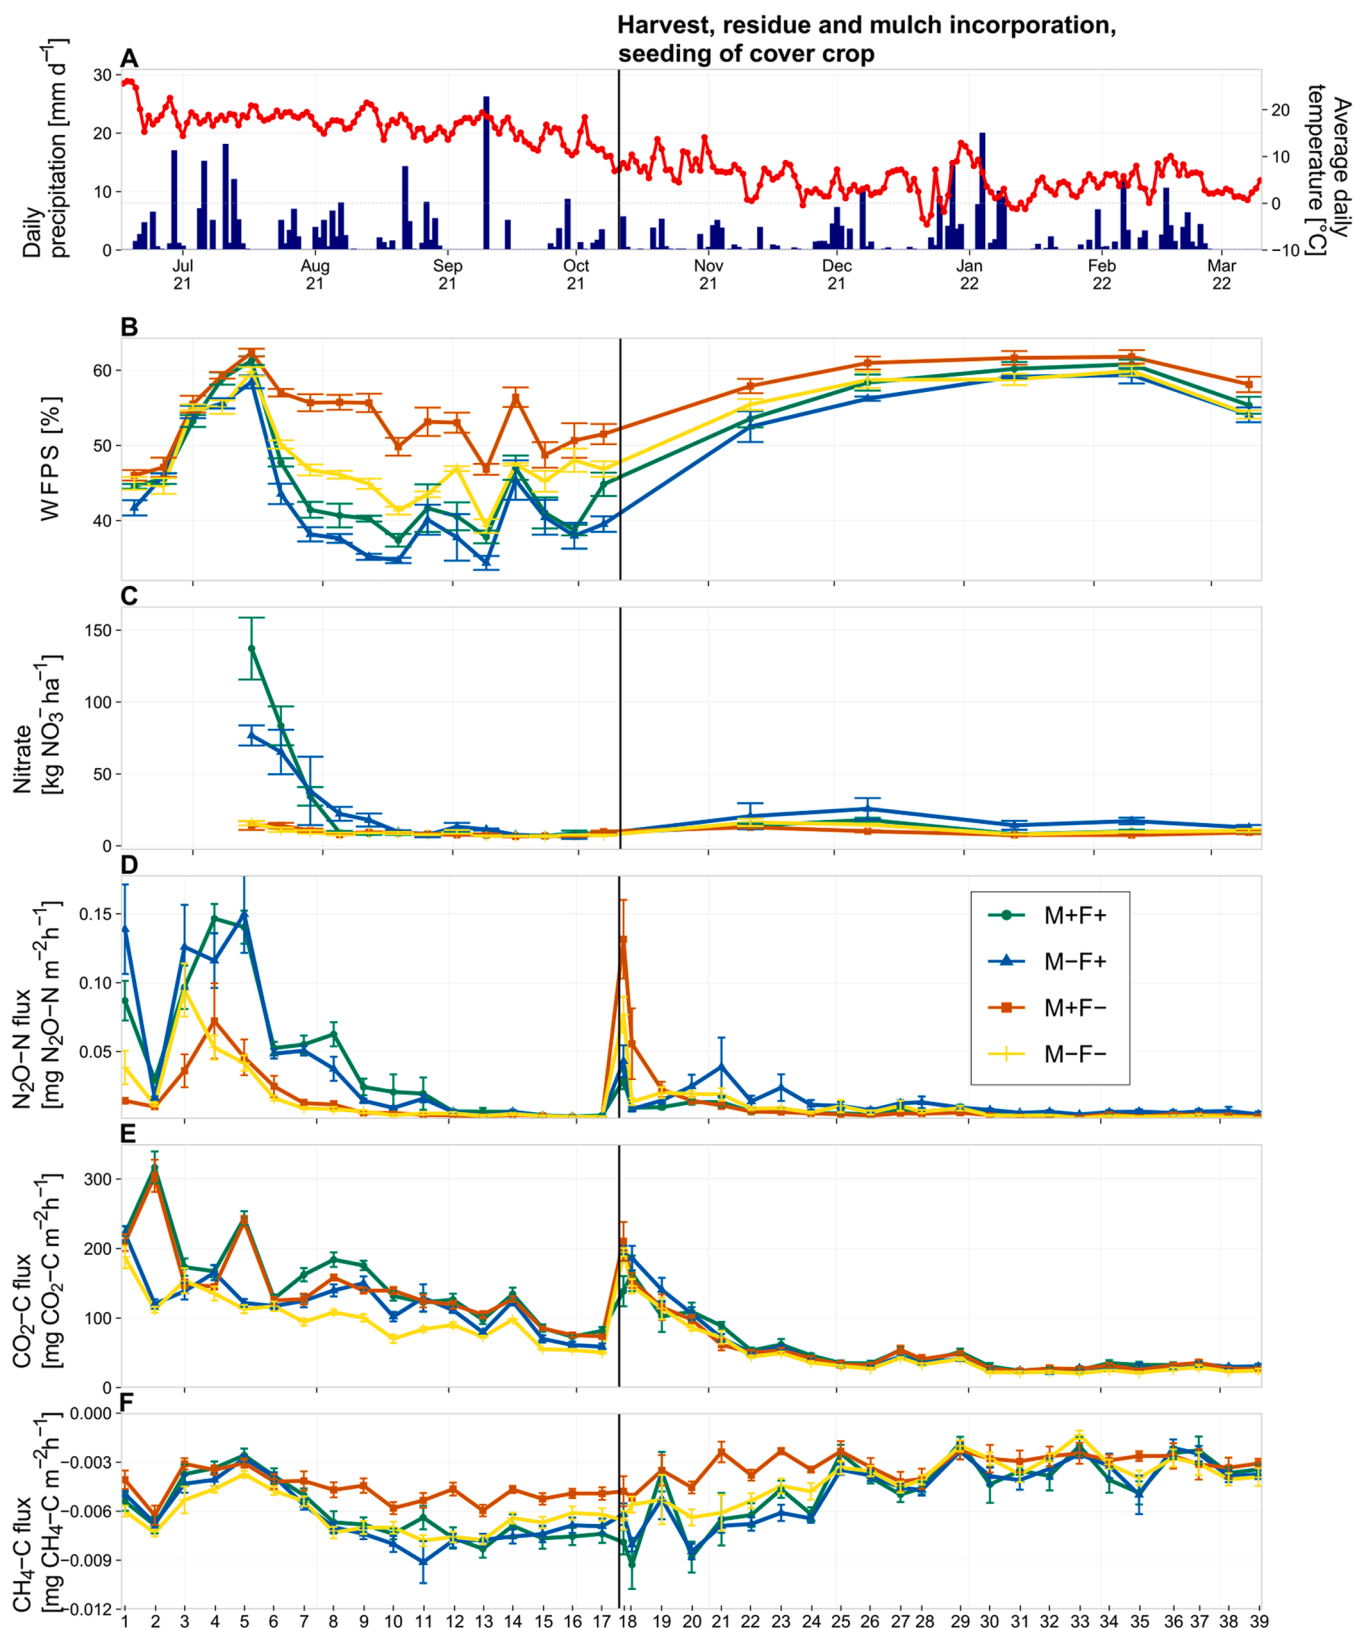 Harvest, residue and mulch incorporation,
seeding of cover crop
A
Daily
precipitation [mm d⁻¹]
30
20
10
0
20
10
0
−10
Average daily
temperature [°C]
Jul Aug Sep Oct Nov Dec Jan Feb Mar
21 21 21 21 21 21 22 22 22
B
WFPS [%]
60
50
40
C
Nitrate
[kg NO₃⁻ ha⁻¹]
150
100
50
0
D
N₂O−N flux
[mg N₂O−N m⁻²h⁻¹]
0.15
0.10
0.05
M+F+
M−F+
M+F−
M−F−
E
CO₂−C flux
[mg CO₂−C m⁻²h⁻¹]
300
200
100
0
F
CH₄−C flux
[mg CH₄−C m⁻²h⁻¹]
0.000
−0.003
−0.006
−0.009
−0.012
1 2 3 4 5 6 7 8 9 10 11 12 13 14 15 16 17 18 19 20 21 22 23 24 25 26 27 28 29 30 31 32 33 34 35 36 37 38 39